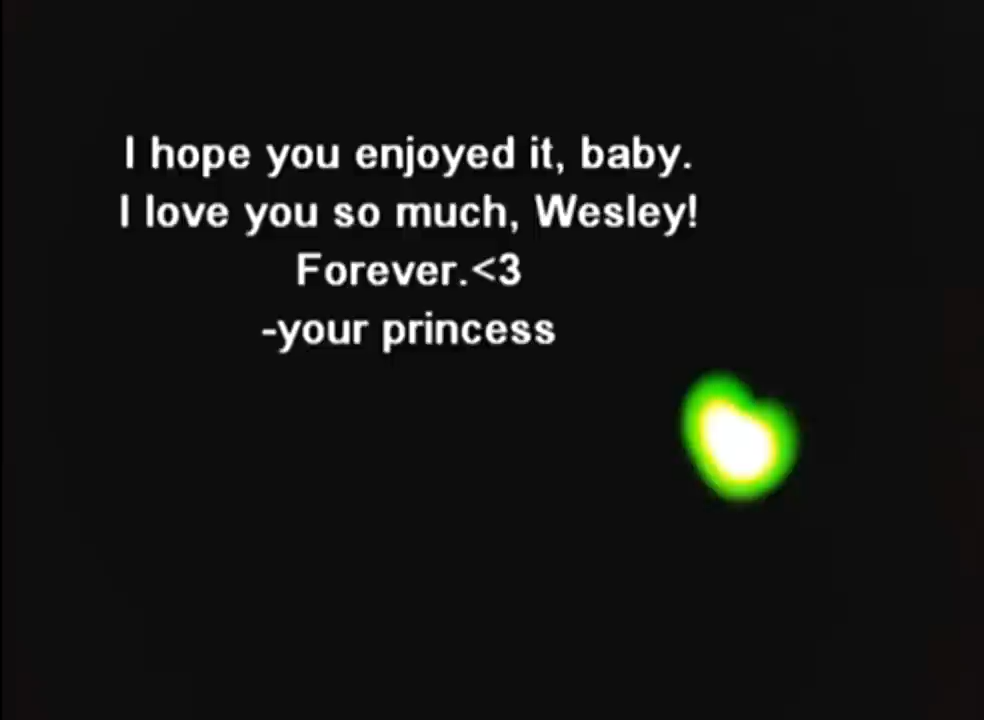 I hope you enjoyed it, baby.
I love you so much, Wesley!
Forever.<3
-your princess